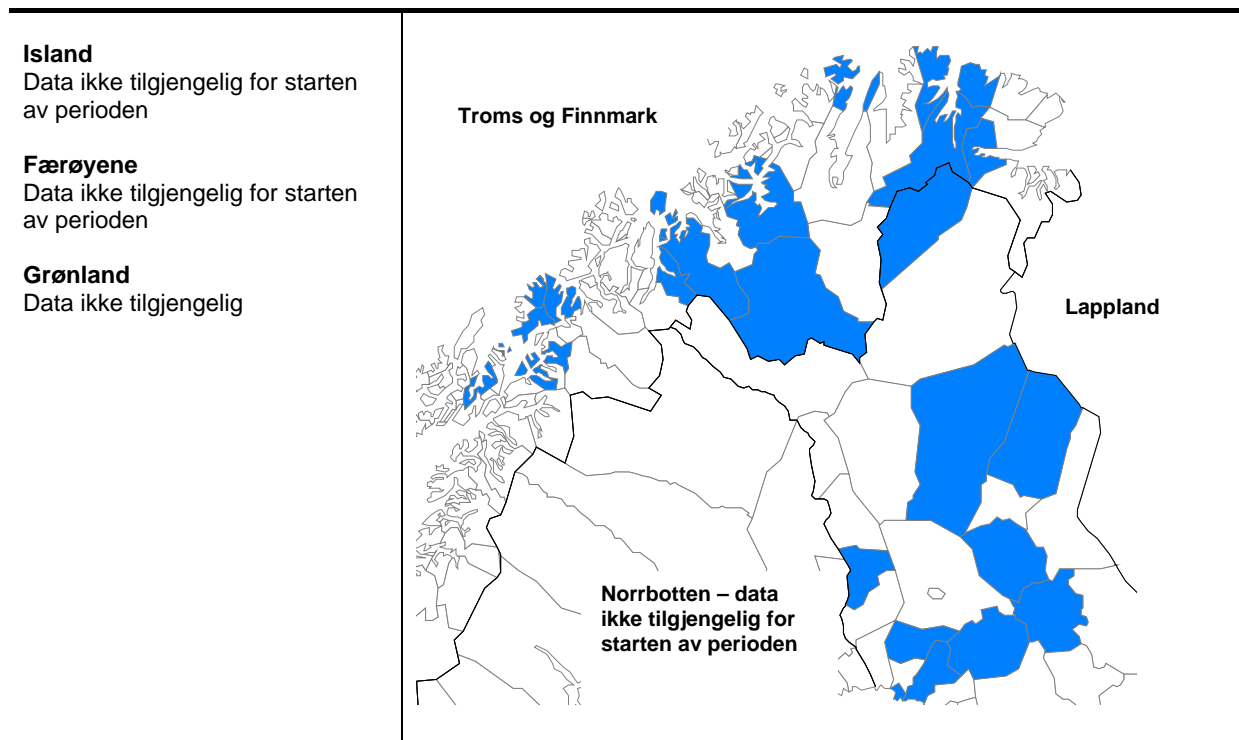 Island
Data ikke tilgjengelig for starten
av perioden
Færøyene
Data ikke tilgjengelig for starten
av perioden
Grønland
Data ikke tilgjengelig
Troms og Finnmark
Lappland
Norrbotten – data
ikke tilgjengelig for
starten av perioden